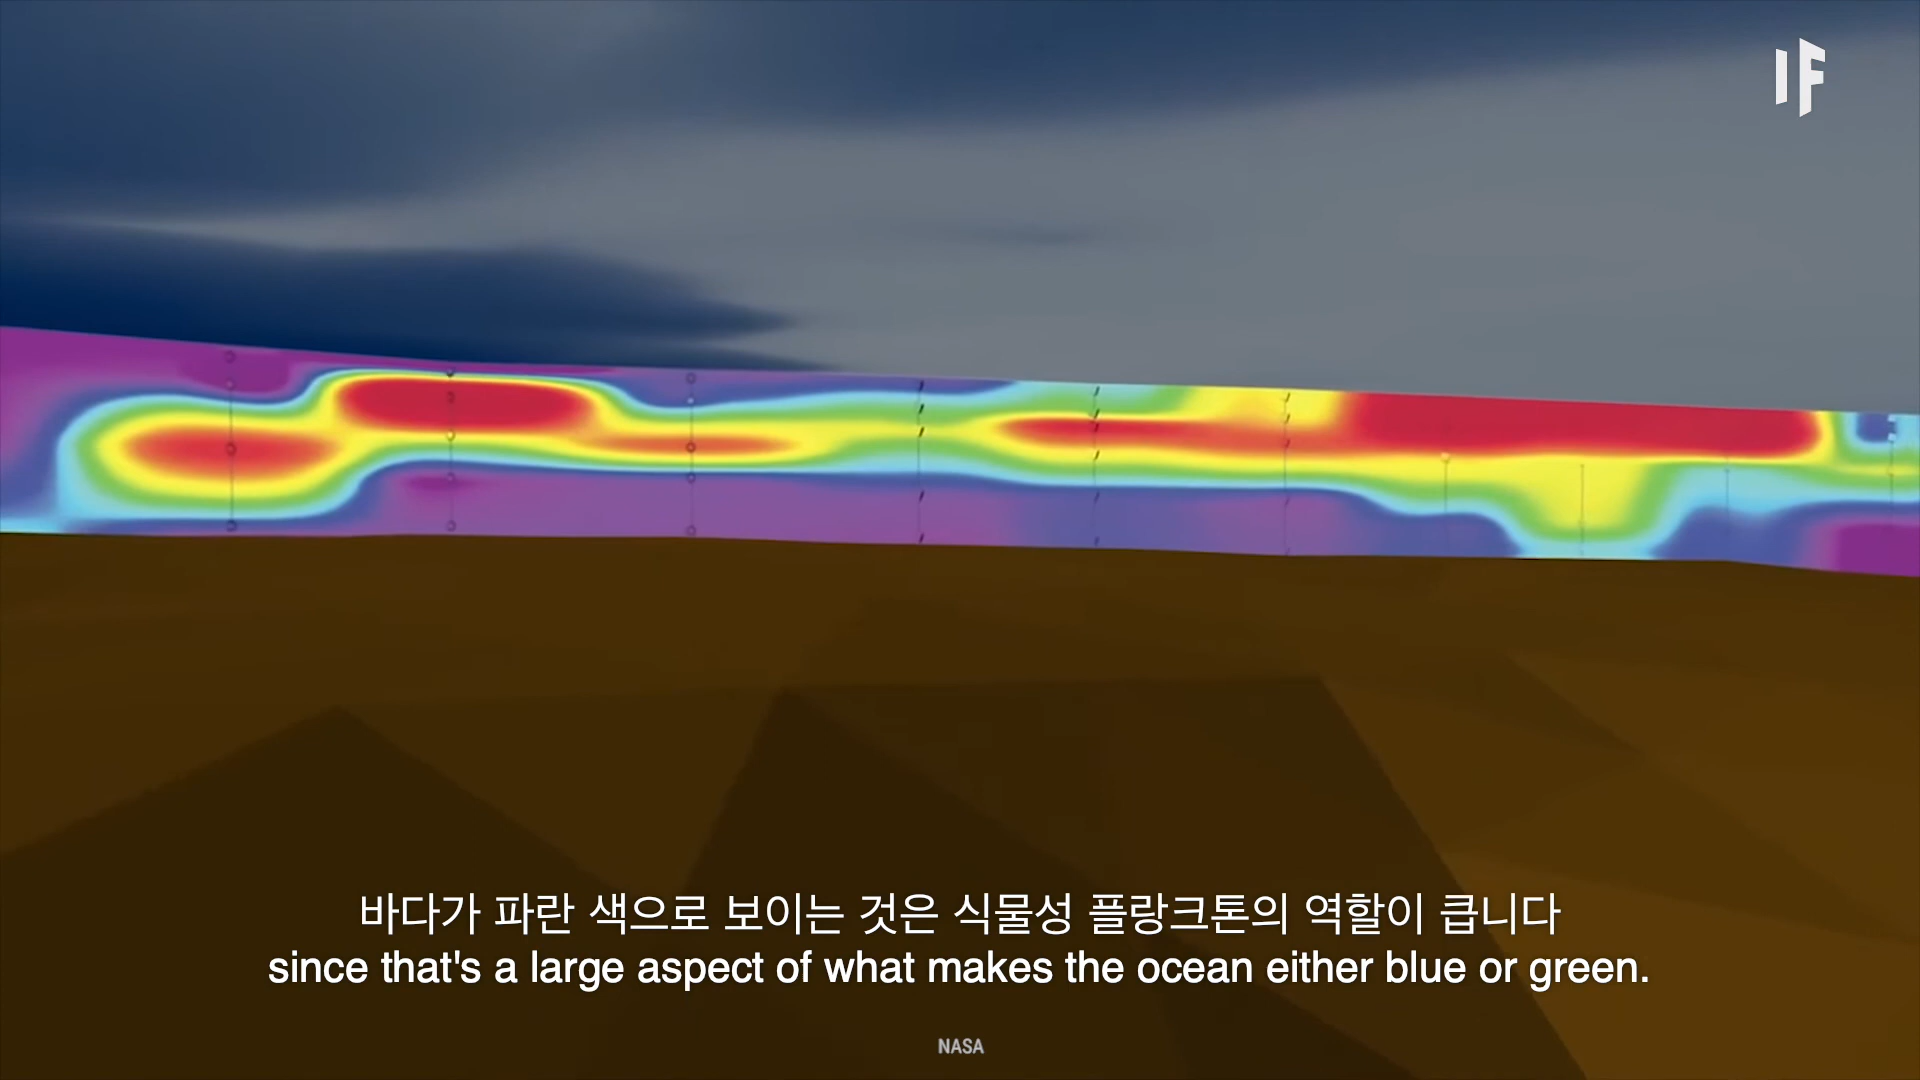 IF
바다가 파란 색으로 보이는 것은 식물성 플랑크톤의 역할이 큽니다
since that's a large aspect of what makes the ocean either blue or green.
NASA